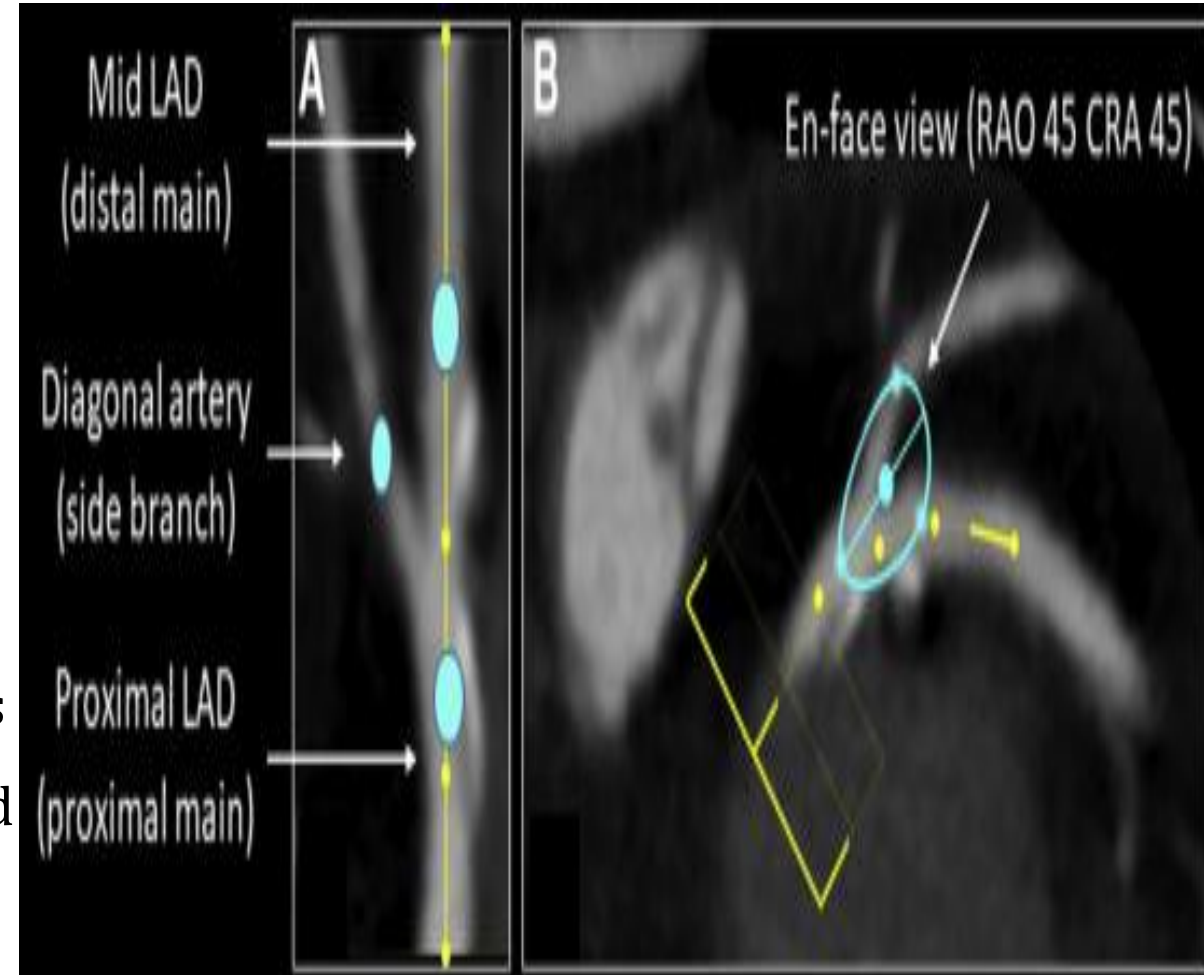 A
B
Mid LAD
(distal main)
En-face view (RAO 45 CRA 45)
Diagonal artery
(side branch)
Proximal LAD
(proximal main)